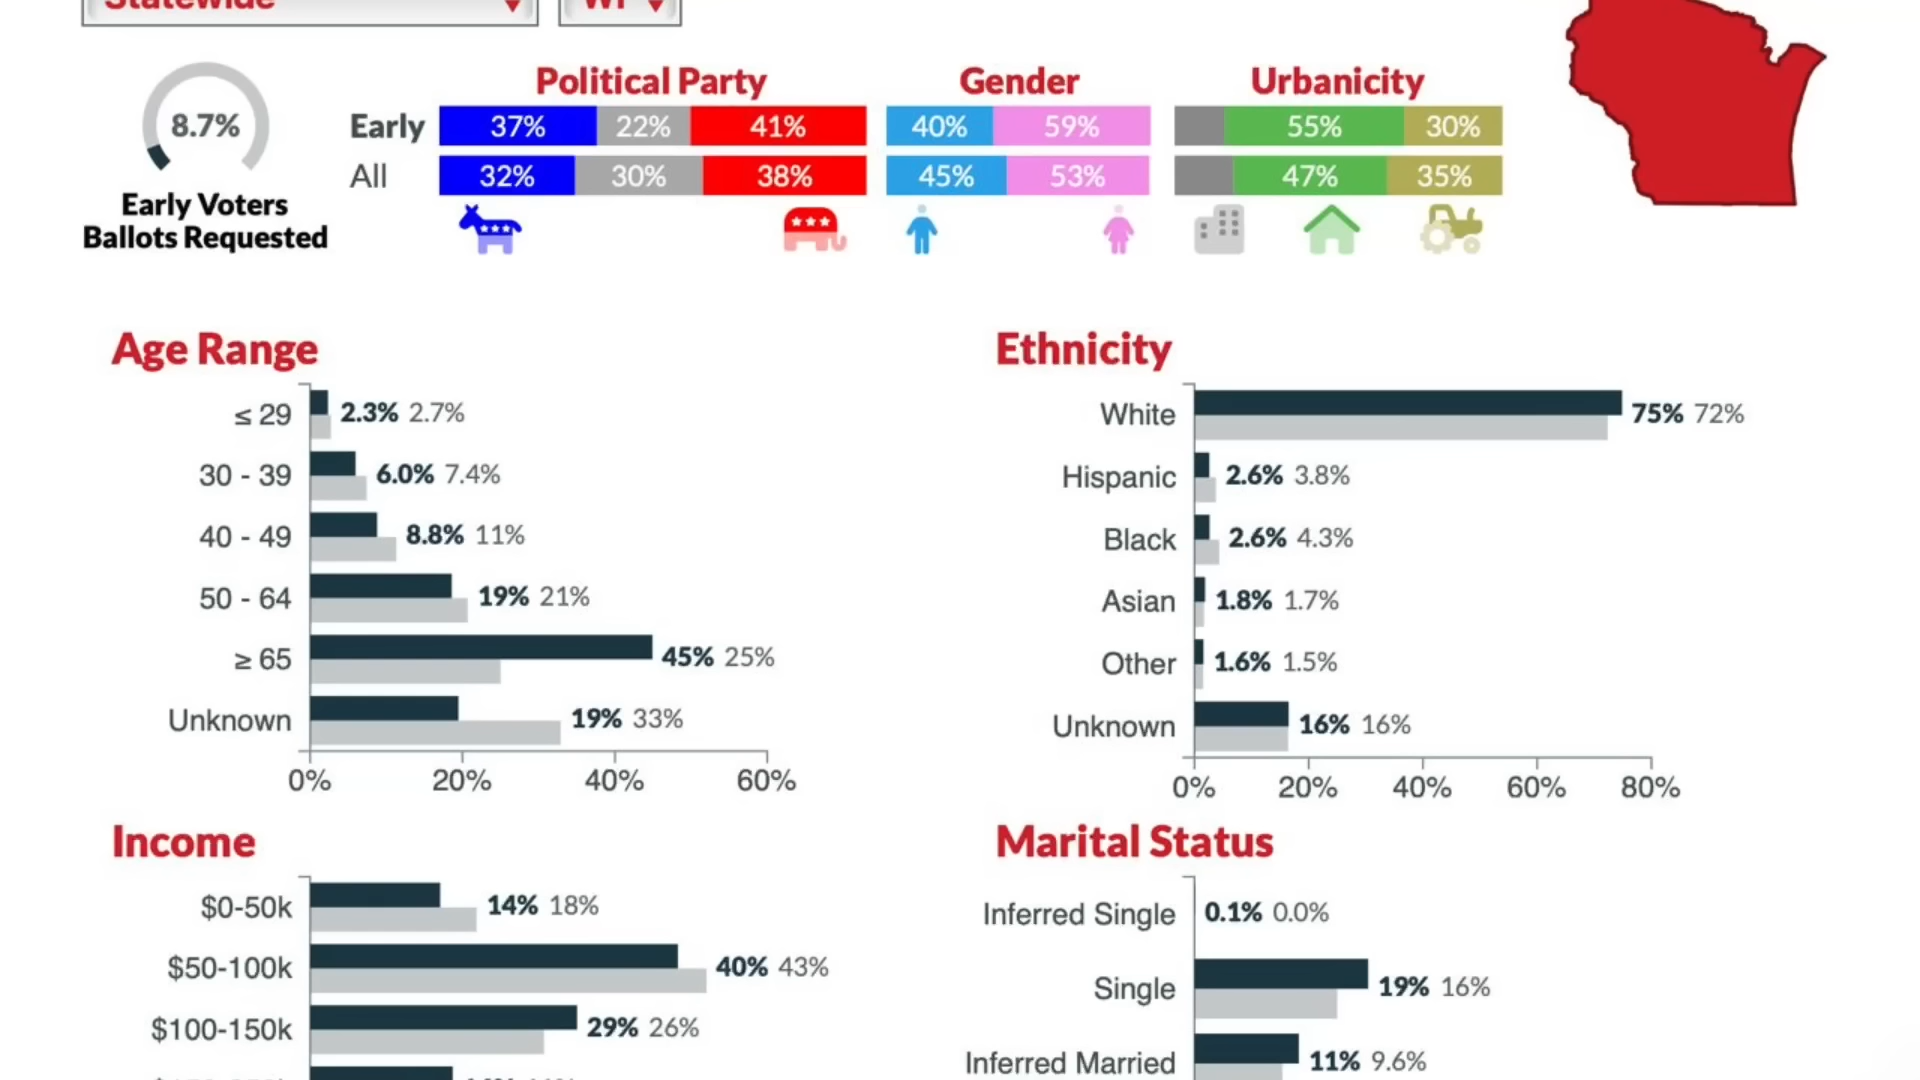 Statewide WI
Political Party Gender Urbanicity
8.7%
Early 37% 22% 41% 40% 59% 55% 30%
All 32% 30% 38% 45% 53% 47% 35%
Early Voters
Ballots Requested
Age Range
≤ 29 2.3% 2.7%
30 - 39 6.0% 7.4%
40 - 49 8.8% 11%
50 - 64 19% 21%
≥ 65 45% 25%
Unknown 19% 33%
0% 20% 40% 60%
Ethnicity
White 75% 72%
Hispanic 2.6% 3.8%
Black 2.6% 4.3%
Asian 1.8% 1.7%
Other 1.6% 1.5%
Unknown 16% 16%
0% 20% 40% 60% 80%
Income
$0-50k 14% 18%
$50-100k 40% 43%
$100-150k 29% 26%
Marital Status
Inferred Single 0.1% 0.0%
Single 19% 16%
Inferred Married 11% 9.6%